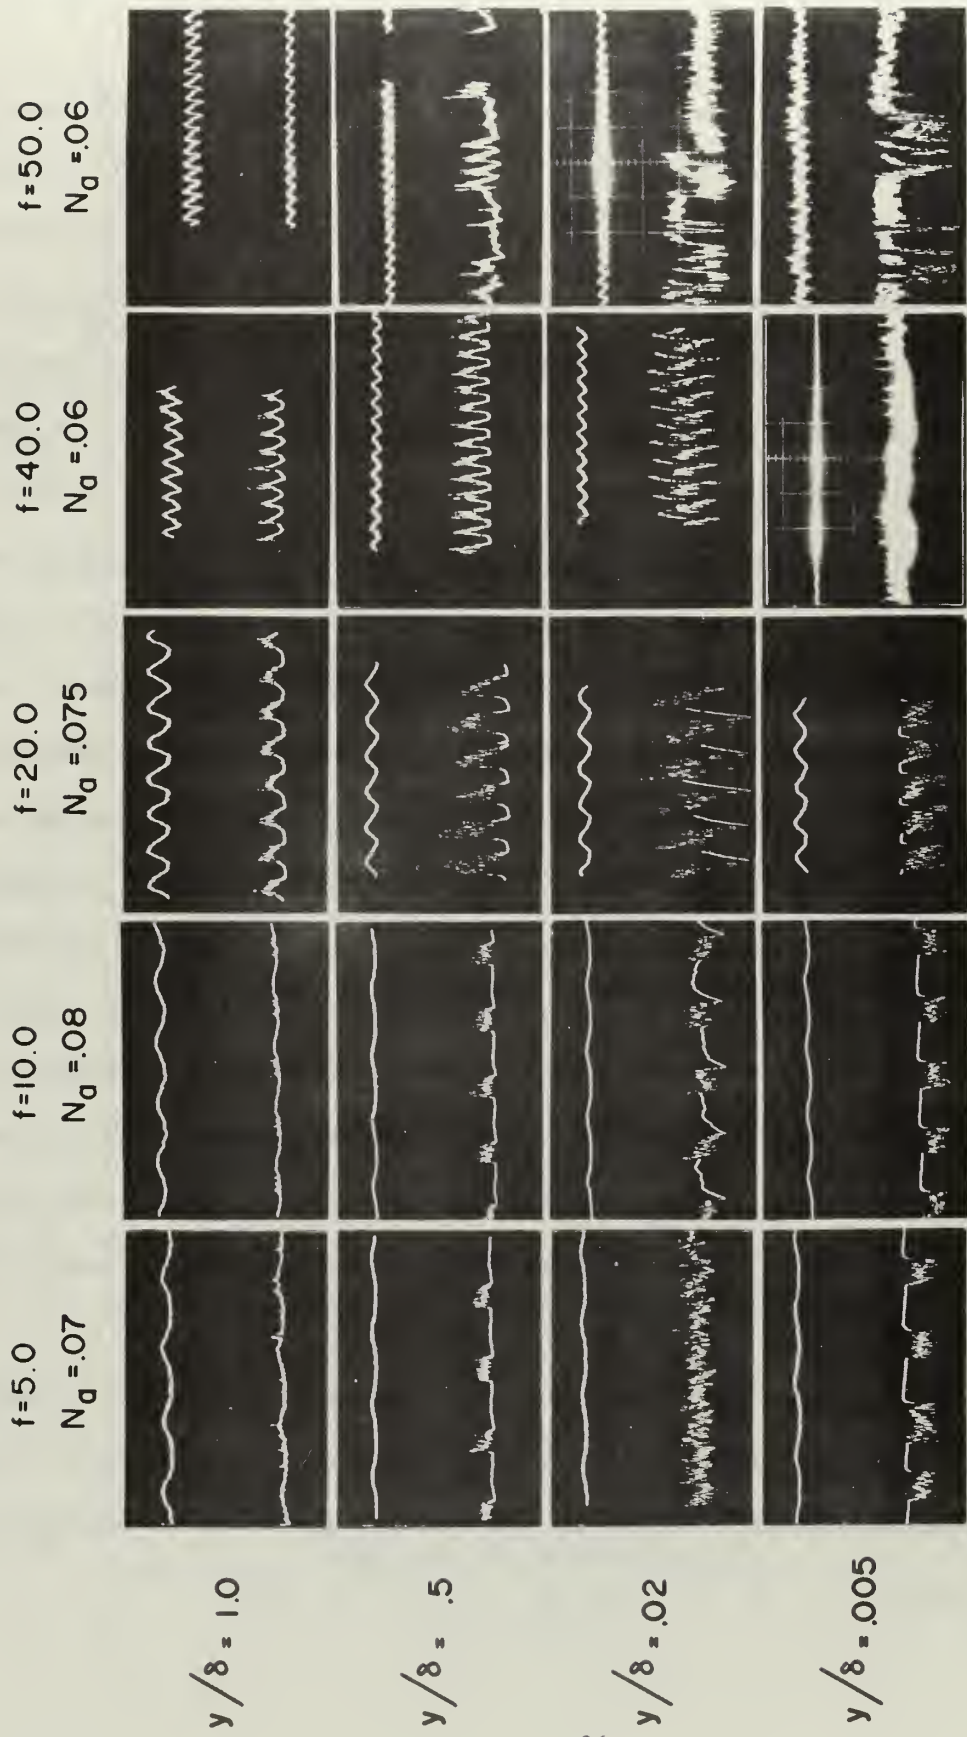 f=5.0 f=10.0 f=20.0 f=40.0 f=50.0
Nₐ=.07 Nₐ=.08 Nₐ=.075 Nₐ=.06 Nₐ=.06
y/δ = 1.0
y/δ = .5
y/δ = .02
y/δ = .005